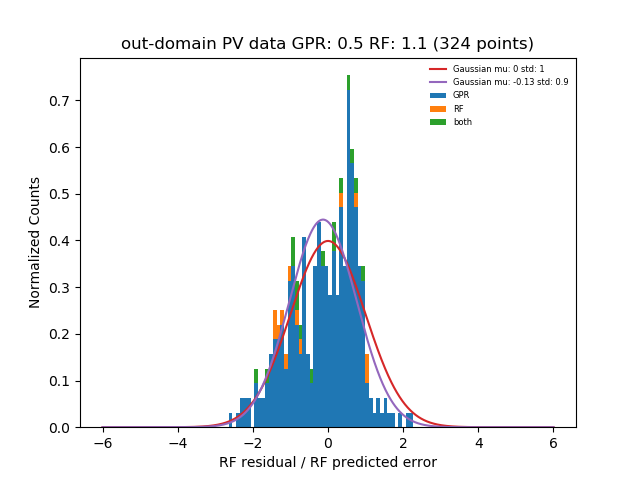 out-domain PV data GPR: 0.5 RF: 1.1 (324 points)
Gaussian mu: 0 std: 1
Gaussian mu: -0.13 std: 0.9
GPR
RF
both
Normalized Counts
0.7
0.6
0.5
0.4
0.3
0.2
0.1
0.0
−6 −4 −2 0 2 4 6
RF residual / RF predicted error